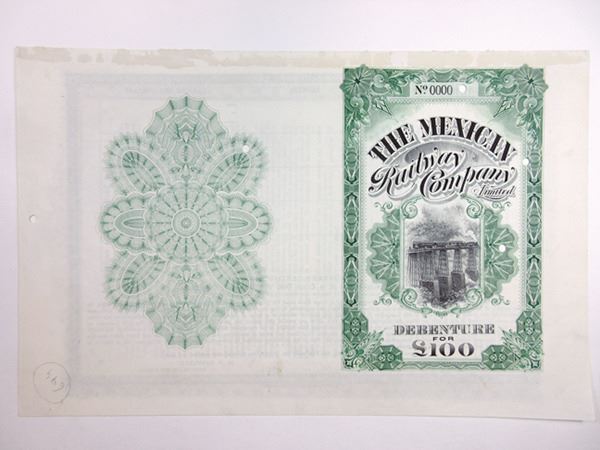 Nº 0000
THE MEXICAN
Railway
Company
Limited.
DEBENTURE
FOR
£100